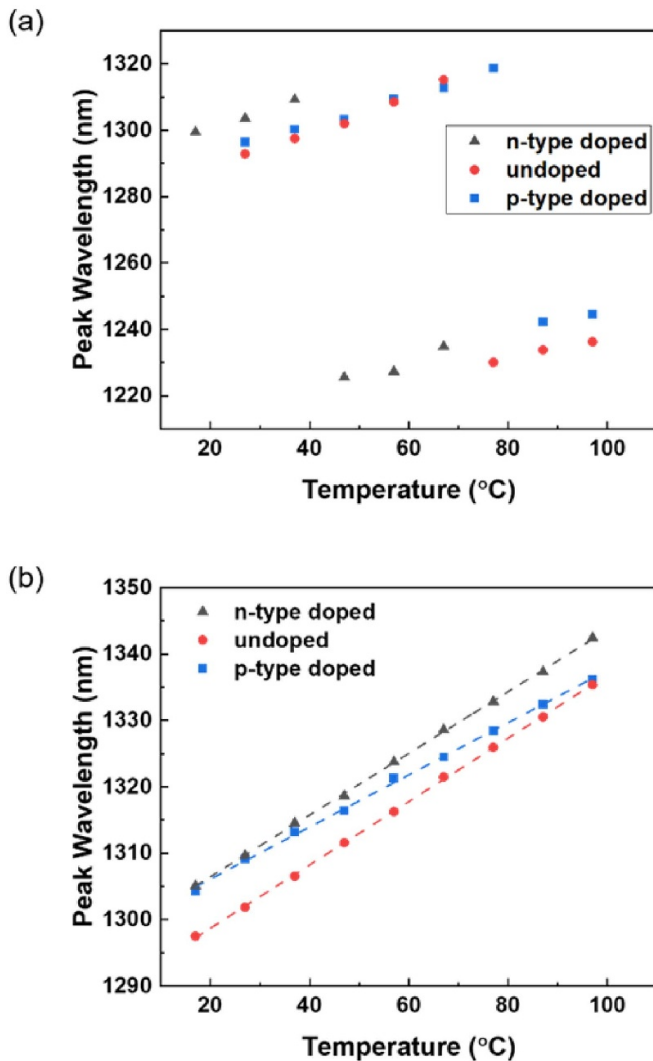 (a)
1320
1300
1280
1260
1240
1220
Peak Wavelength (nm)
n-type doped
undoped
p-type doped
20 40 60 80 100
Temperature (°C)
(b)
1350
1340
1330
1320
1310
1300
1290
Peak Wavelength (nm)
n-type doped
undoped
p-type doped
20 40 60 80 100
Temperature (°C)